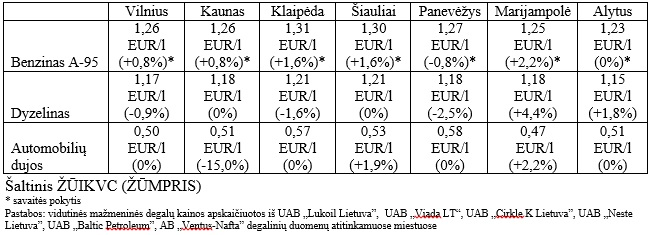 Vilnius Kaunas Klaipėda Šiauliai Panevėžys Marijampolė Alytus
1,26 1,26 1,31 1,30 1,27 1,25 1,23
EUR/l EUR/l EUR/l EUR/l EUR/l EUR/l EUR/l
Benzinas A-95 (+0,8%)* (+0,8%)* (+1,6%)* (+1,6%)* (-0,8%)* (+2,2%)* (0%)*
1,17 1,18 1,21 1,21 1,18 1,18 1,15
EUR/l EUR/l EUR/l EUR/l EUR/l EUR/l EUR/l
Dyzelinas (-0,9%) (0%) (-1,6%) (0%) (-2,5%) (+4,4%) (+1,8%)
0,50 0,51 0,57 0,53 0,58 0,47 0,51
Automobilių EUR/l EUR/l EUR/l EUR/l EUR/l EUR/l EUR/l
dujos (0%) (-15,0%) (0%) (+1,9%) (0%) (+2,2%) (0%)
Šaltinis ŽŪIKVC (ŽŪMPRIS)
* savaitės pokytis
Pastabos: vidutinės mažmeninės degalų kainos apskaičiuotos iš UAB „Lukoil Lietuva”, UAB „Viada LT“, UAB „Cirkle K Lietuva”, UAB „Neste
Lietuva”, UAB „Baltic Petroleum”, AB „Ventus-Nafta” degalinių duomenų atitinkamuose miestuose